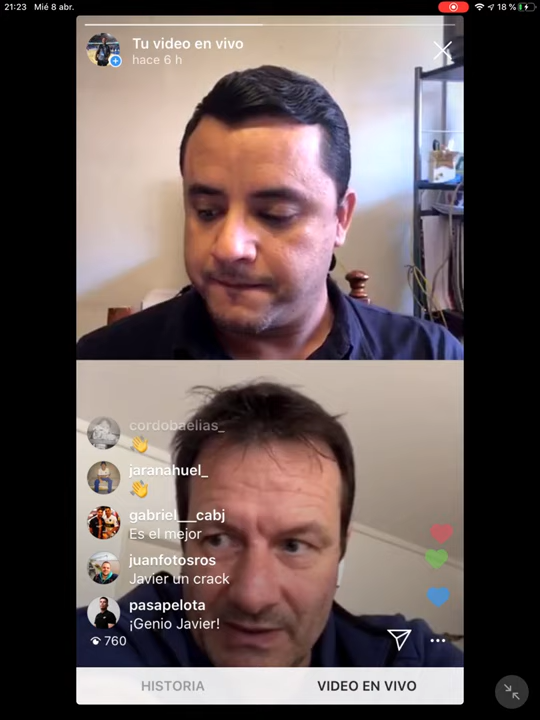 21:23 Mié 8 abr.
18 %
Tu video en vivo
hace 6 h
cordobaelias_
jaranahuel_
gabriel__cabj
Es el mejor
juanfotosros
Javier un crack
pasapelota
¡Genio Javier!
760
HISTORIA
VIDEO EN VIVO